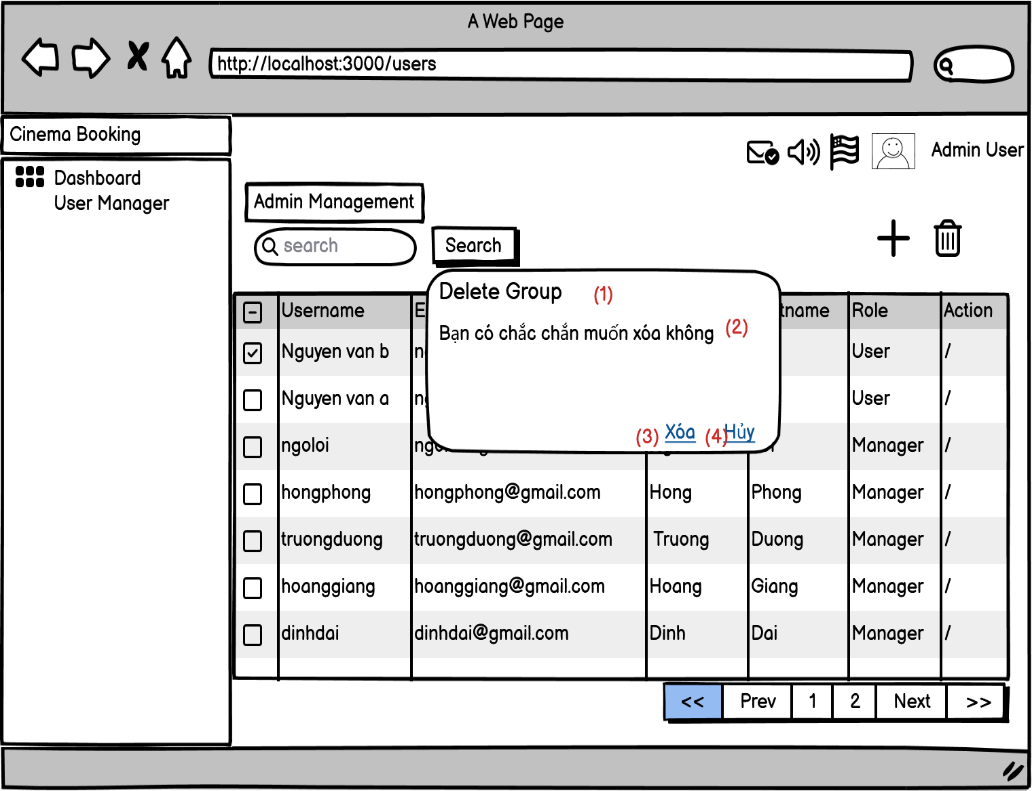 A Web Page
http://localhost:3000/users
Cinema Booking
Admin User
Dashboard
User Manager
Admin Management
search
Search
Delete Group (1)
Bạn có chắc chắn muốn xóa không (2)
(3) Xóa (4) Hủy
Username E tname Role Action
Nguyen van b User /
Nguyen van a User /
ngoloi Manager /
hongphong hongphong@gmail.com Hong Phong Manager /
truongduong truongduong@gmail.com Truong Duong Manager /
hoanggiang hoanggiang@gmail.com Hoang Giang Manager /
dinhdai dinhdai@gmail.com Dinh Dai Manager /
<< Prev 1 2 Next >>